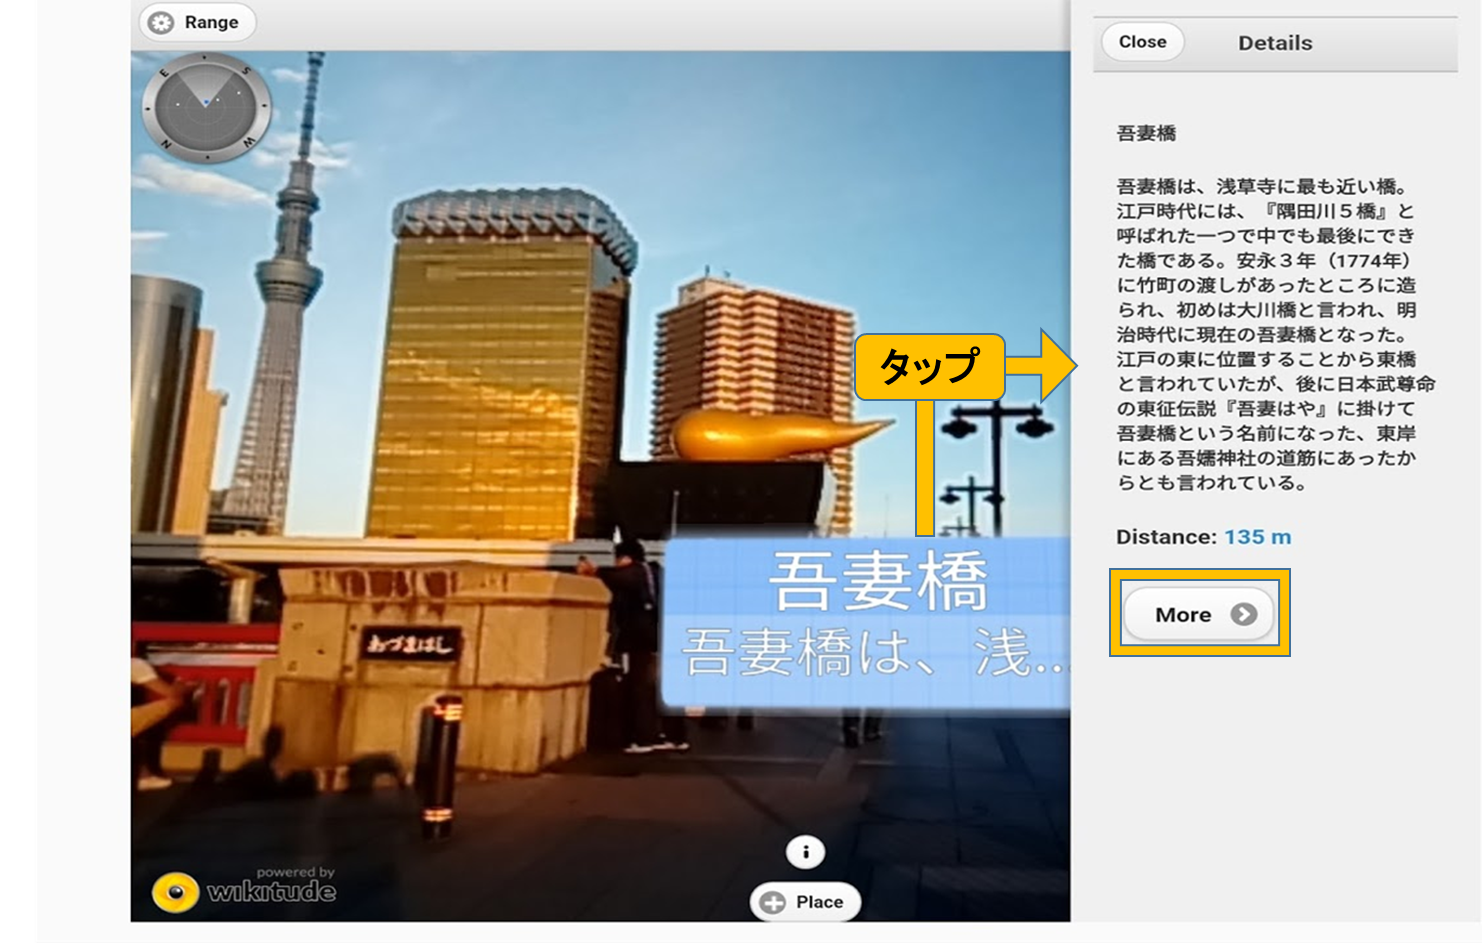 Range
E
S
N
W
あづまはし
タップ
吾妻橋
吾妻橋は、浅...
i
Place
powered by
wikitude
Close
Details
吾妻橋
吾妻橋は、浅草寺に最も近い橋。
江戸時代には、『隅田川５橋』と
呼ばれた一つで中でも最後にでき
た橋である。安永３年（1774年）
に竹町の渡しがあったところに造
られ、初めは大川橋と言われ、明
治時代に現在の吾妻橋となった。
江戸の東に位置することから東橋
と言われていたが、後に日本武尊命
の東征伝説『吾妻はや』に掛けて
吾妻橋という名前になった、東岸
にある吾嬬神社の道筋にあったか
らとも言われている。
Distance: 135 m
More